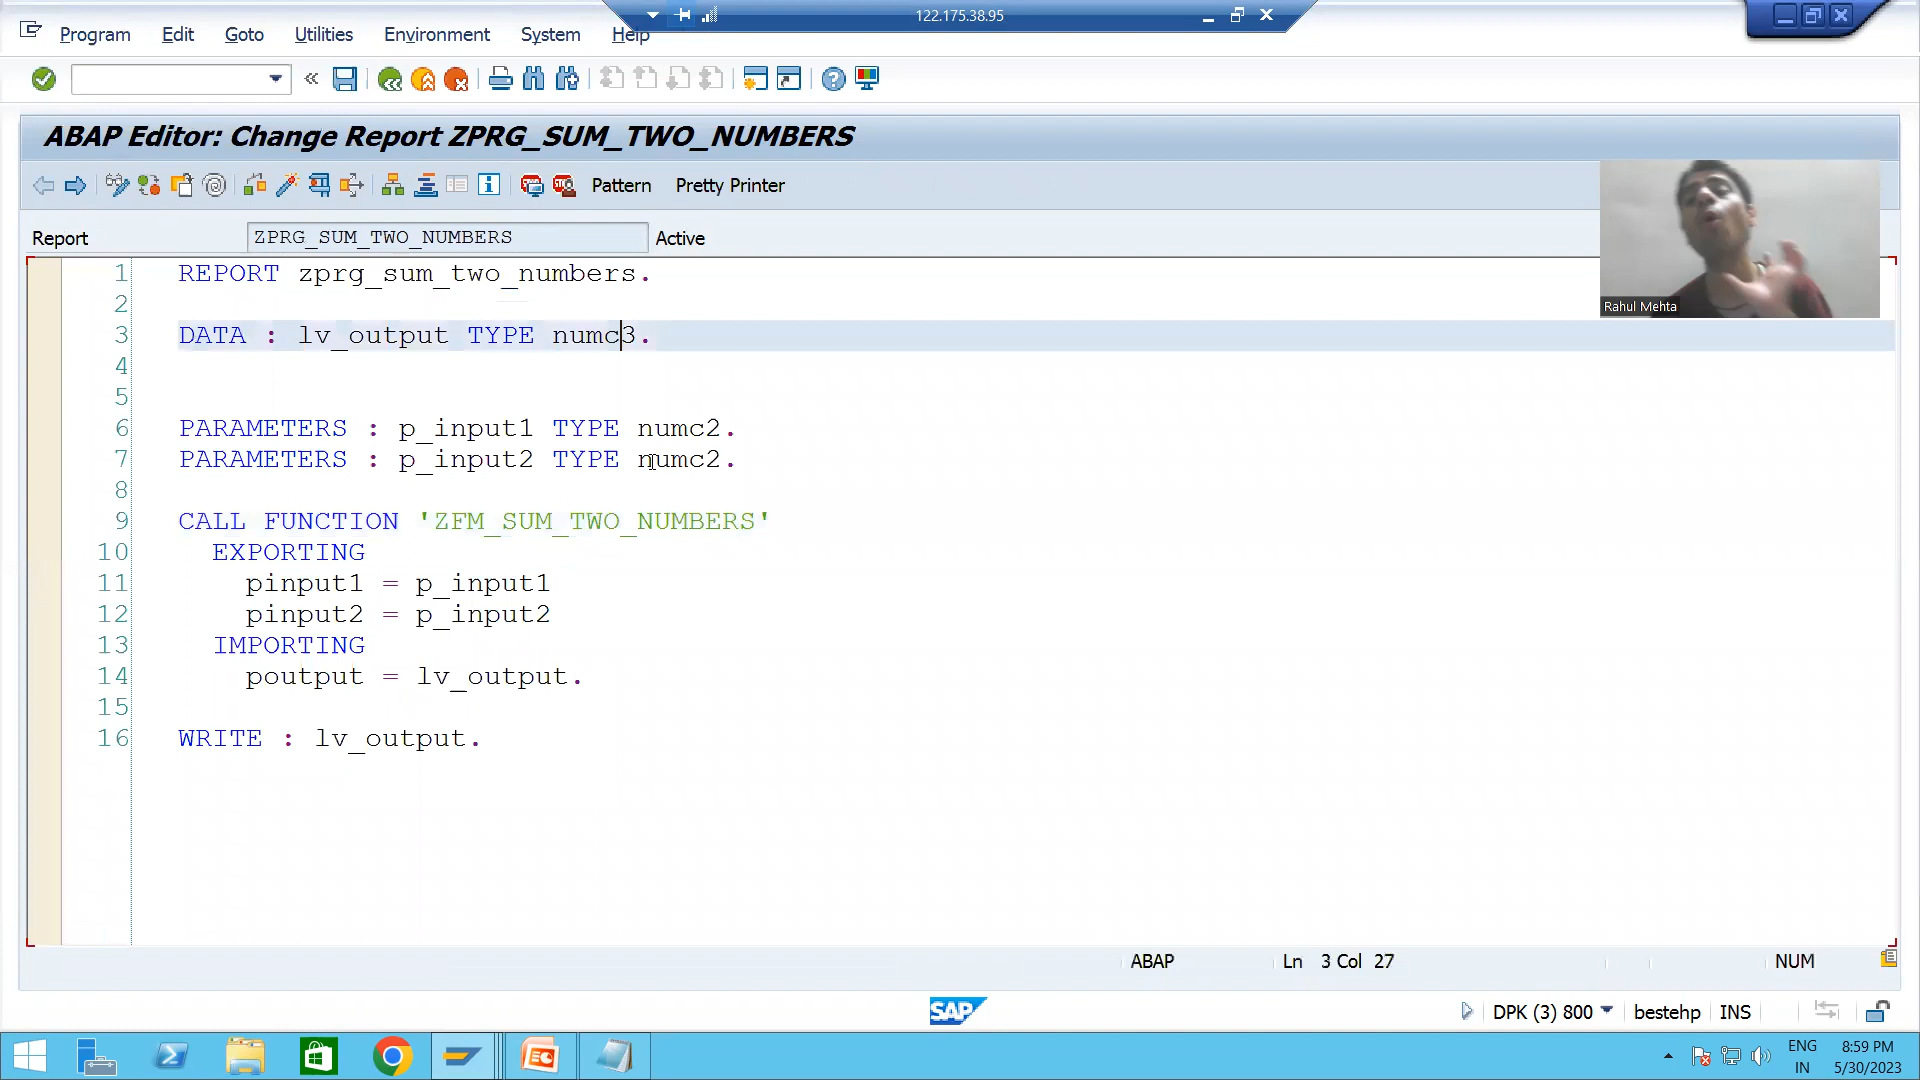 122.175.38.95
Program Edit Goto Utilities Environment System Help
ABAP Editor: Change Report ZPRG_SUM_TWO_NUMBERS
Pattern Pretty Printer
Report ZPRG_SUM_TWO_NUMBERS Active
Rahul Mehta
1 REPORT zprg_sum_two_numbers.
2
3 DATA : lv_output TYPE numc3.
4
5
6 PARAMETERS : p_input1 TYPE numc2.
7 PARAMETERS : p_input2 TYPE numc2.
8
9 CALL FUNCTION 'ZFM_SUM_TWO_NUMBERS'
10 EXPORTING
11 pinput1 = p_input1
12 pinput2 = p_input2
13 IMPORTING
14 poutput = lv_output.
15
16 WRITE : lv_output.
ABAP Ln 3 Col 27 NUM
SAP DPK (3) 800 bestehp INS
ENG 8:59 PM
IN 5/30/2023